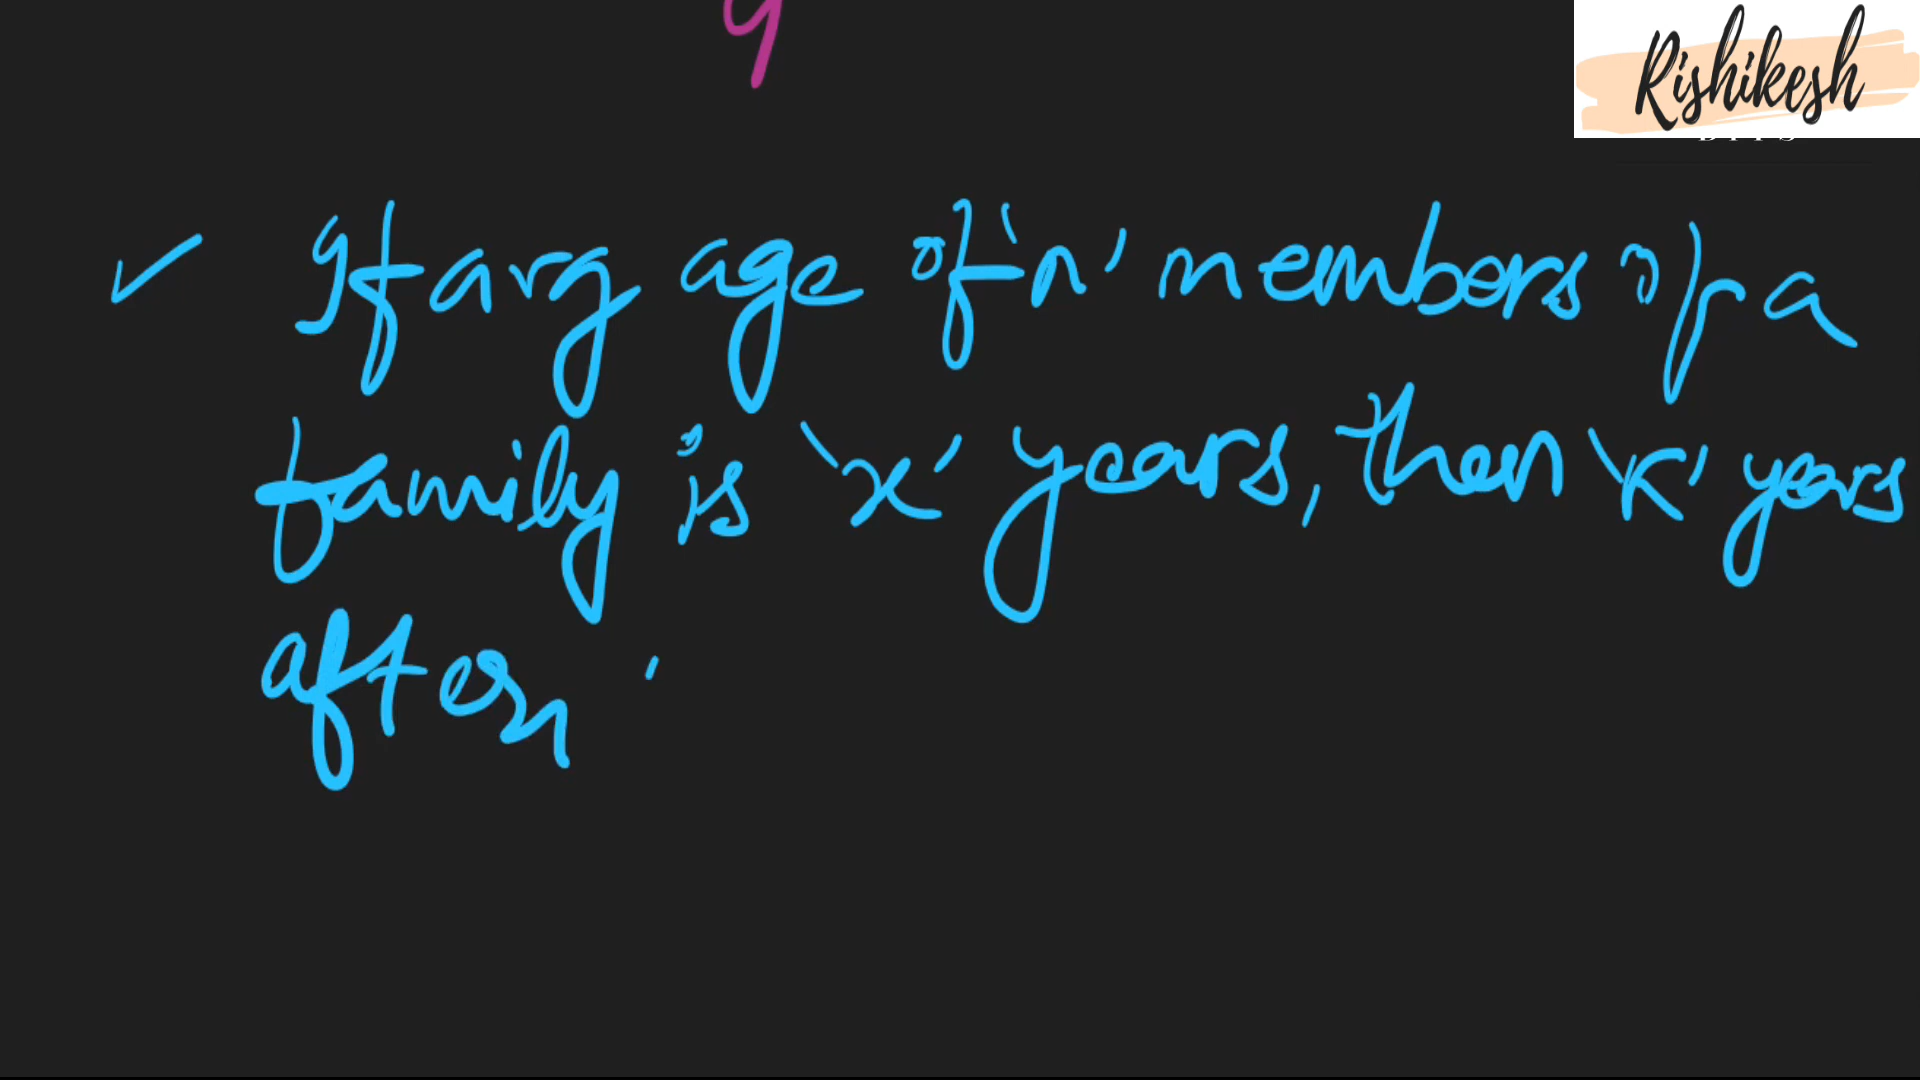 Rishikesh
✓ If avg age of 'n' members of a
family is 'x' years, then 'K' years
after '